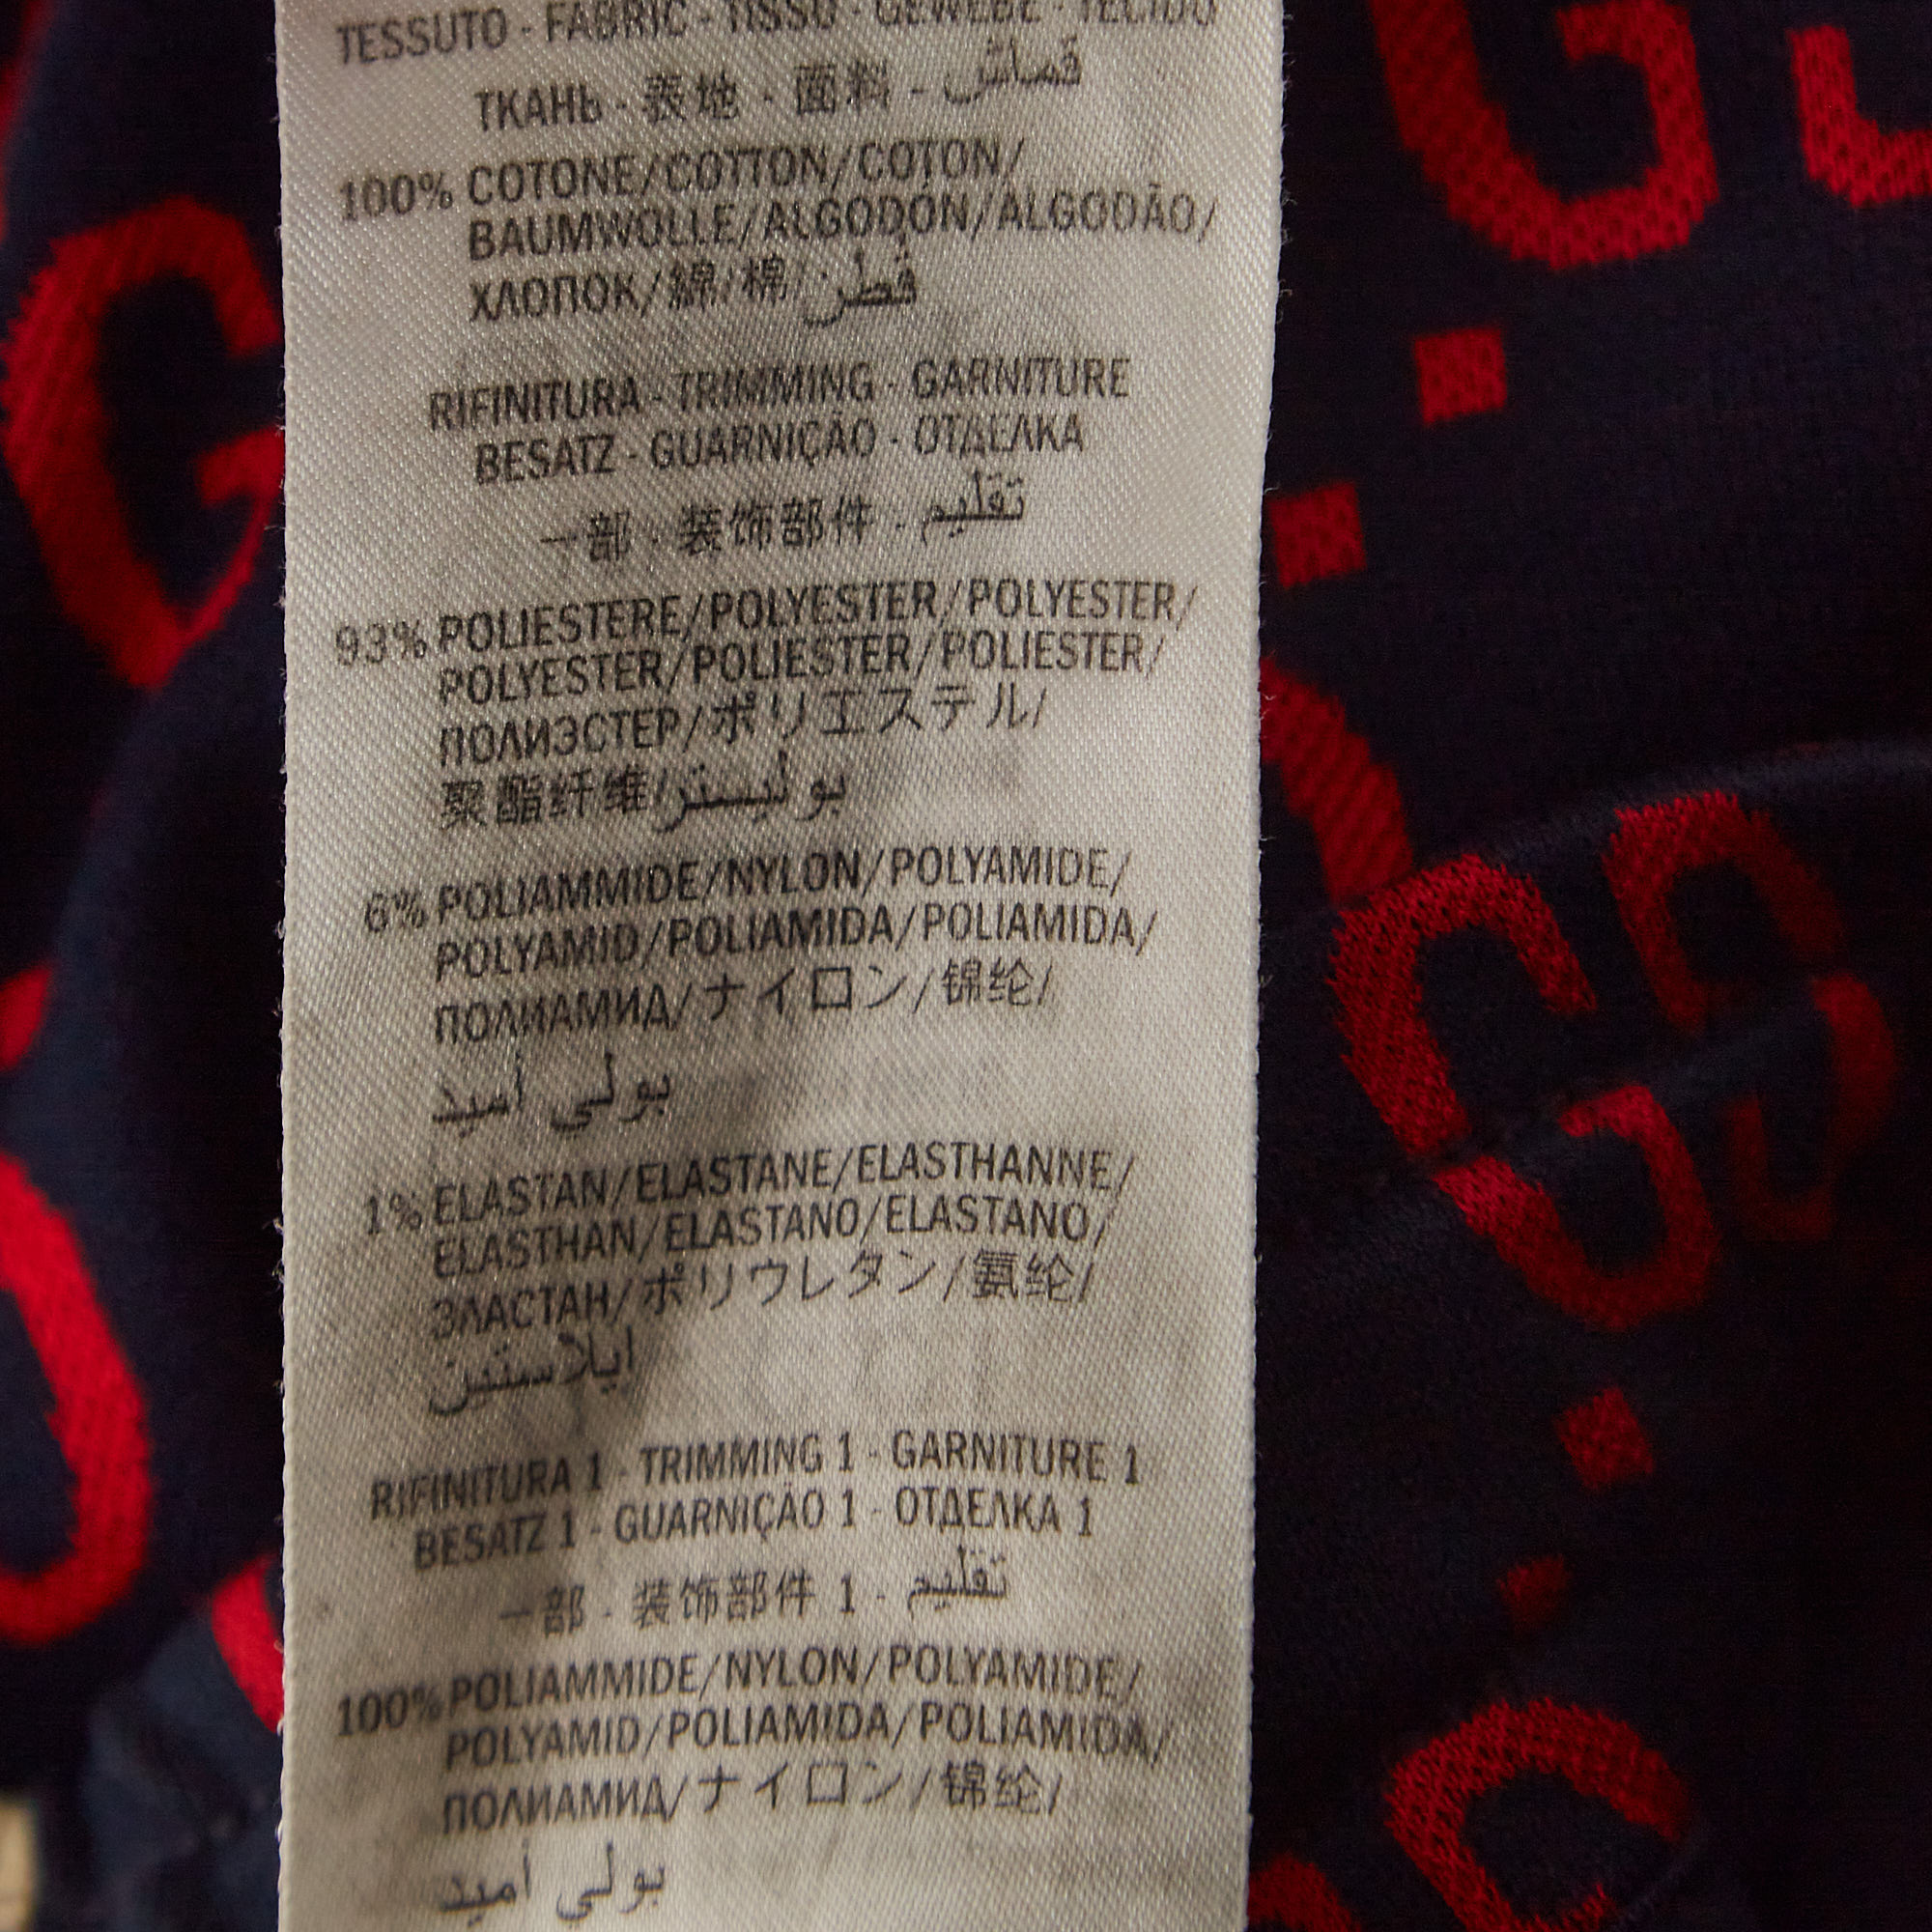 TESSUTO - FABRIC - TISSU - GEWEBE - TECIDO
ТКАНЬ - 表地 - 面料 - قماش
100% COTONE/COTTON/COTON/
BAUMWOLLE/ALGODÓN/ALGODÃO/
ХЛОПОК/綿/棉/قطن
RIFINITURA - TRIMMING - GARNITURE
BESATZ - GUARNIÇÃO - ОТДЕЛКА
一部 - 装饰部件 - تقليم
93% POLIESTERE/POLYESTER/POLYESTER/
POLYESTER/POLIESTER/POLIESTER/
ПОЛИЭСТЕР/ポリエステル/
聚酯纤维/بوليستر
6% POLIAMMIDE/NYLON/POLYAMIDE/
POLYAMID/POLIAMIDA/POLIAMIDA/
ПОЛИАМИД/ナイロン/锦纶/
بولي أميد
1% ELASTAN/ELASTANE/ELASTHANNE/
ELASTHAN/ELASTANO/ELASTANO/
ЭЛАСТАН/ポリウレタン/氨纶/
ايلاستين
RIFINITURA 1 - TRIMMING 1 - GARNITURE 1
BESATZ 1 - GUARNIÇÃO 1 - ОТДЕЛКА 1
一部 - 装饰部件 1 - تقليم
100% POLIAMMIDE/NYLON/POLYAMIDE/
POLYAMID/POLIAMIDA/POLIAMIDA/
ПОЛИАМИД/ナイロン/锦纶/
بولي أميد